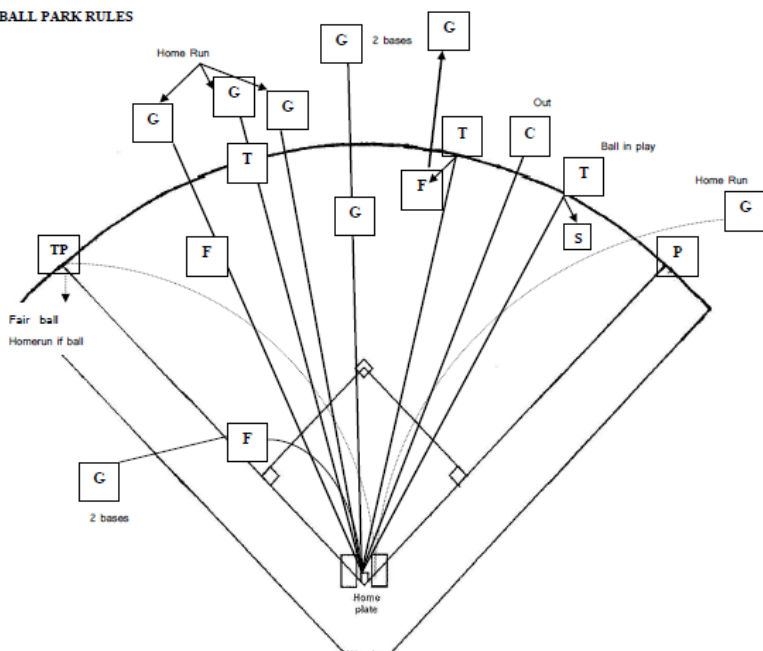 BALL PARK RULES
G
2 bases
G
Home Run
G
G
G
Out
T
C
Ball in play
T
T
Home Run
F
G
G
S
TP
F
P
Fair ball
Homerun if ball
F
G
2 bases
Home
plate